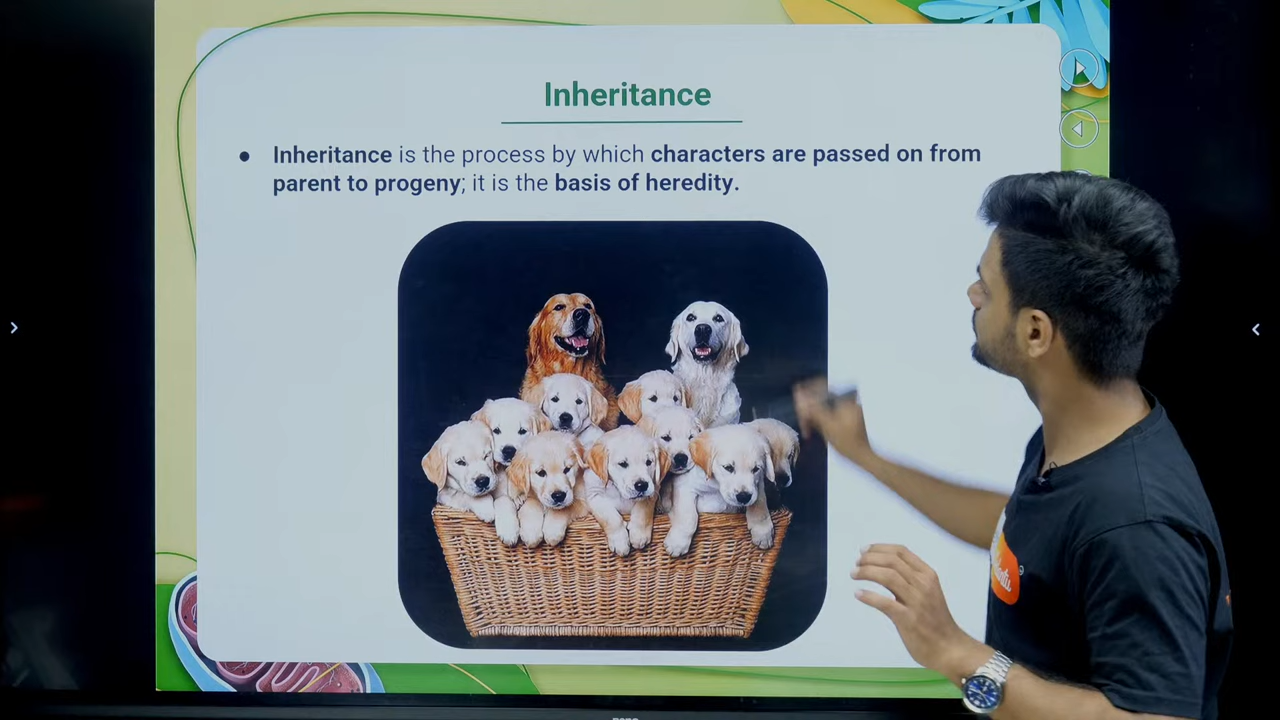 Inheritance
● Inheritance is the process by which characters are passed on from
parent to progeny; it is the basis of heredity.